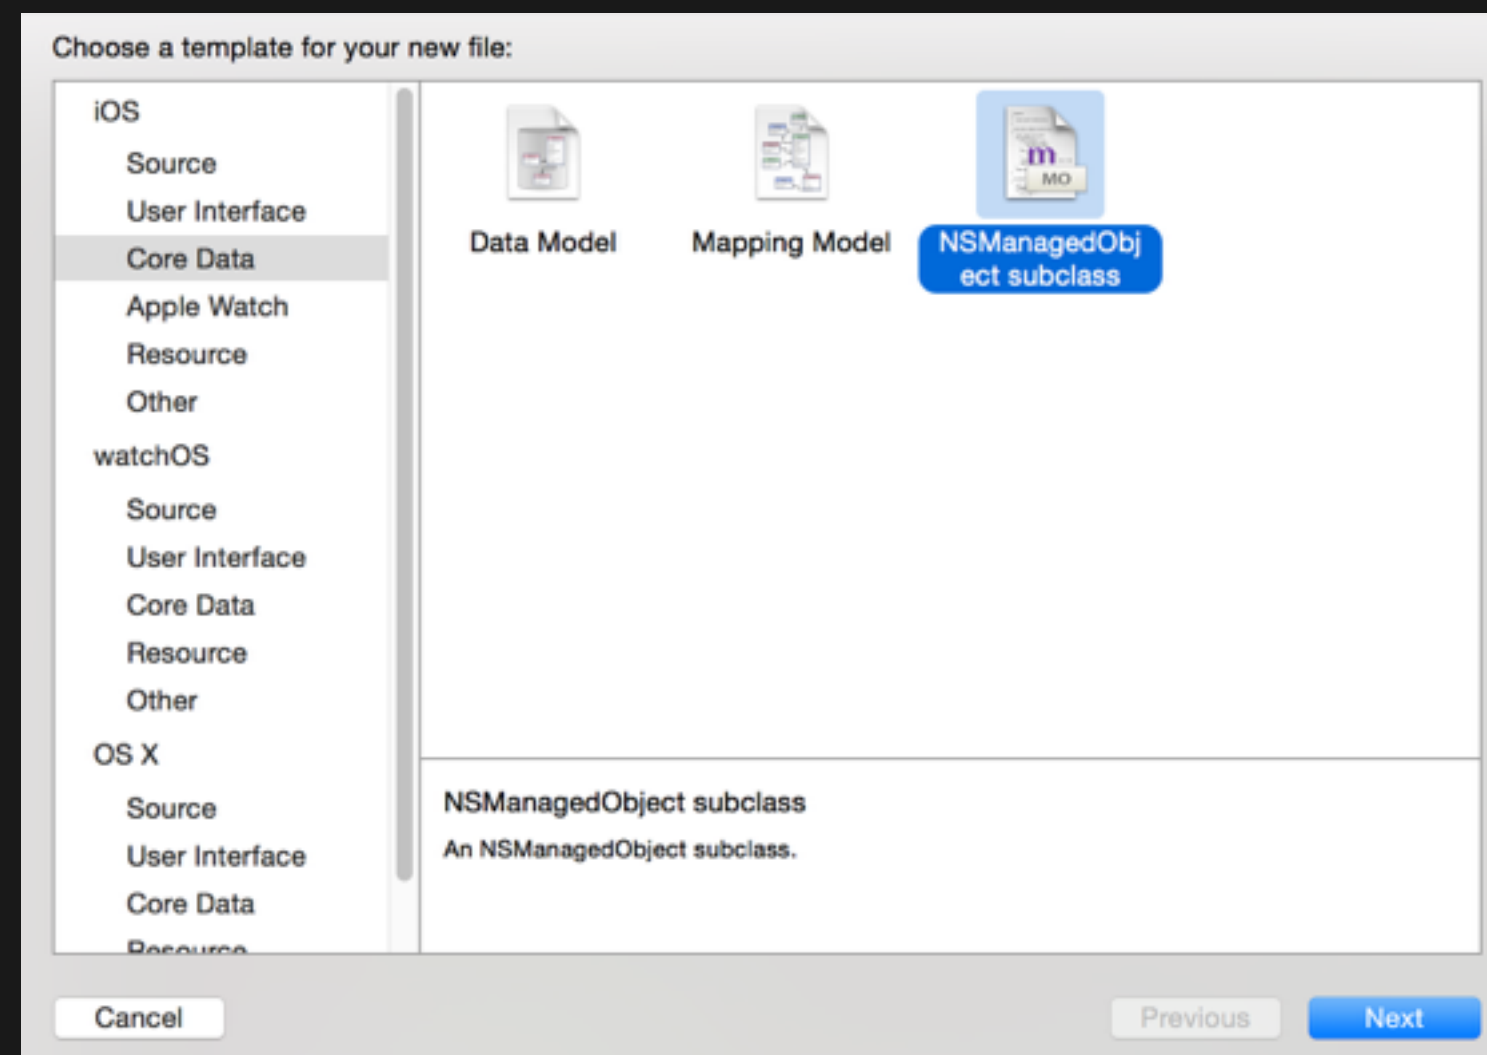 Choose a template for your new file:
iOS
Source
User Interface
Core Data
Apple Watch
Resource
Other
watchOS
Source
User Interface
Core Data
Resource
Other
OS X
Source
User Interface
Core Data
Resource
m
MO
Data Model
Mapping Model
NSManagedObj
ect subclass
NSManagedObject subclass
An NSManagedObject subclass.
Cancel
Previous
Next